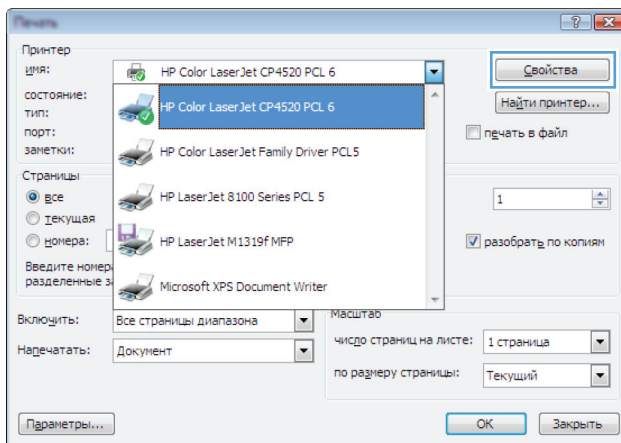 Печать
Принтер
имя:
HP Color LaserJet CP4520 PCL 6
Свойства
состояние:
HP Color LaserJet CP4520 PCL 6
Найти принтер...
тип:
порт:
HP Color LaserJet Family Driver PCL5
печать в файл
заметки:
Страницы
все
HP LaserJet 8100 Series PCL 5
1
текущая
номера:
HP LaserJet M1319f MFP
разобрать по копиям
Введите номер
разделенные з
Microsoft XPS Document Writer
Включить:
Все страницы диапазона
Масштаб
число страниц на листе:
1 страница
Напечатать:
Документ
по размеру страницы:
Текущий
Параметры...
OK
Закрыть